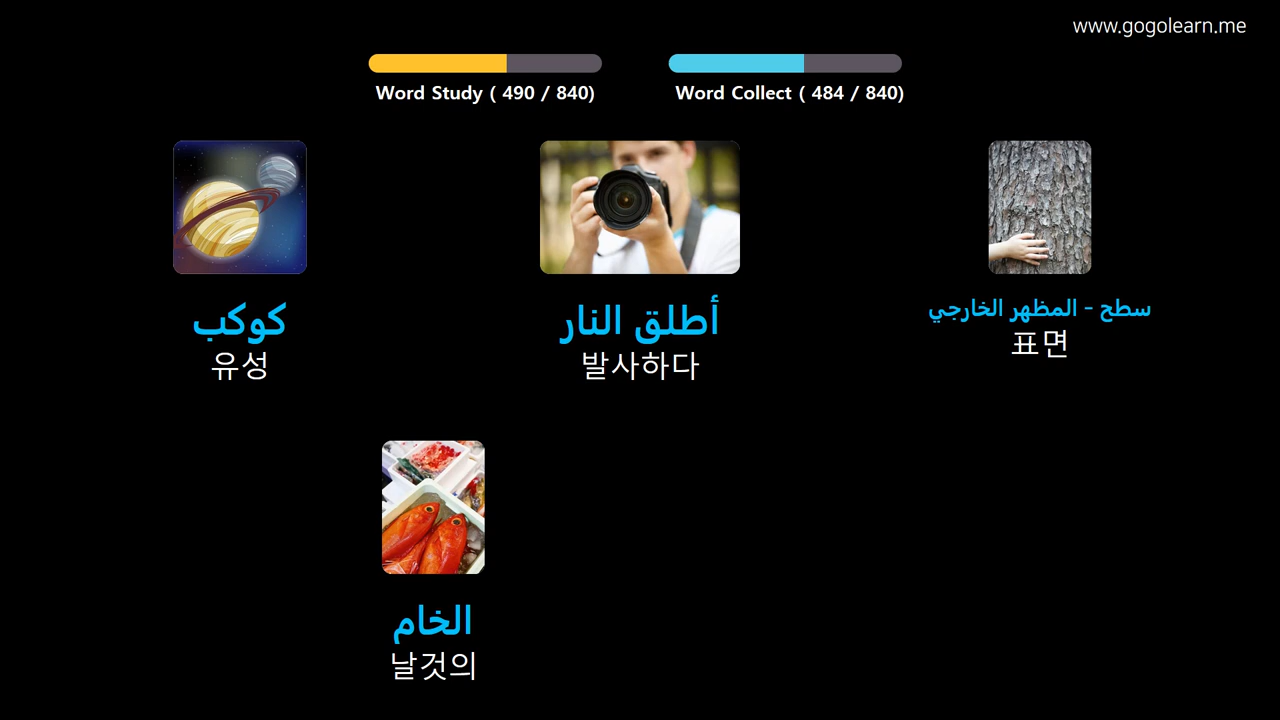 www.gogolearn.me
Word Study ( 490 / 840)
Word Collect ( 484 / 840)
كوكب
유성
أطلق النار
발사하다
سطح - المظهر الخارجي
표면
الخام
날것의